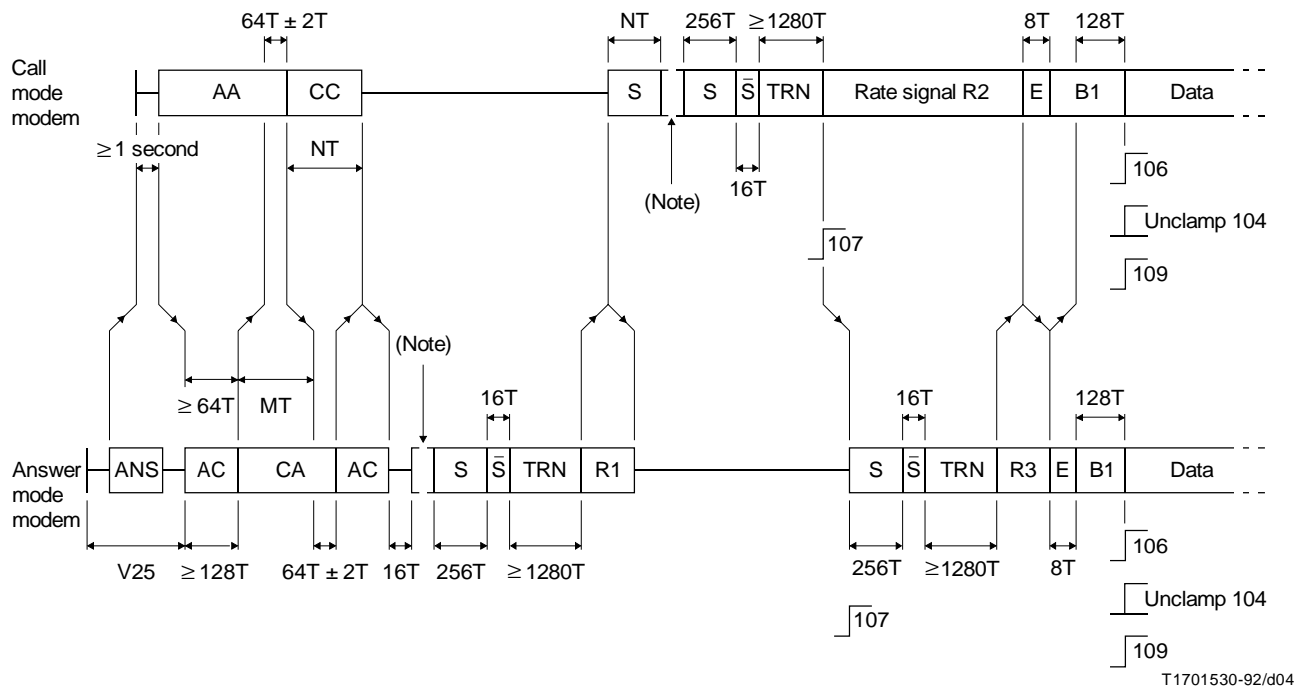 64T ± 2T
NT
256T
≥ 1280T
8T
128T
Call
mode
modem
AA
CC
S
S
S̄
TRN
Rate signal R2
E
B1
Data
≥ 1 second
NT
(Note)
16T
106
Unclamp 104
107
109
(Note)
≥ 64T
MT
16T
16T
128T
Answer
mode
modem
ANS
AC
CA
AC
S
S̄
TRN
R1
S
S̄
TRN
R3
E
B1
Data
V25
≥ 128T
64T ± 2T
16T
256T
≥ 1280T
256T
≥1280T
8T
106
107
Unclamp 104
109
T1701530-92/d04